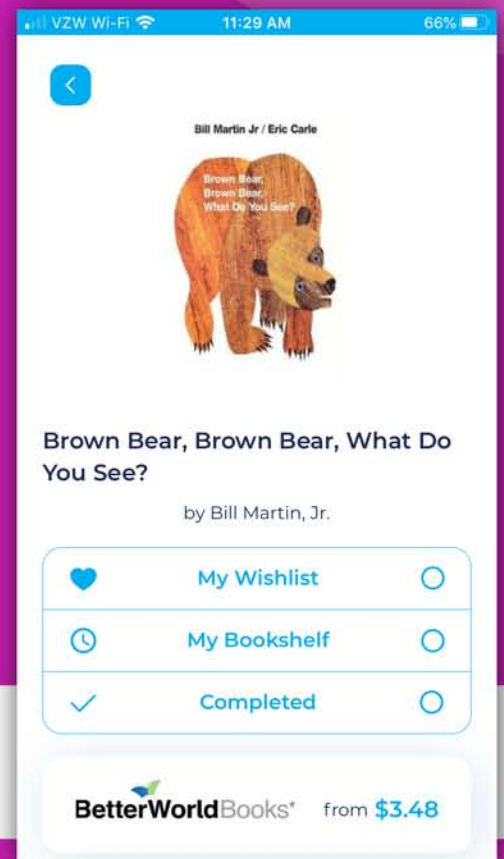 VZW Wi-Fi 11:29 AM 66%
Bill Martin Jr / Eric Carle
Brown Bear,
Brown Bear,
What Do You See?
Brown Bear, Brown Bear, What Do
You See?
by Bill Martin, Jr.
My Wishlist
My Bookshelf
Completed
BetterWorldBooks® from $3.48